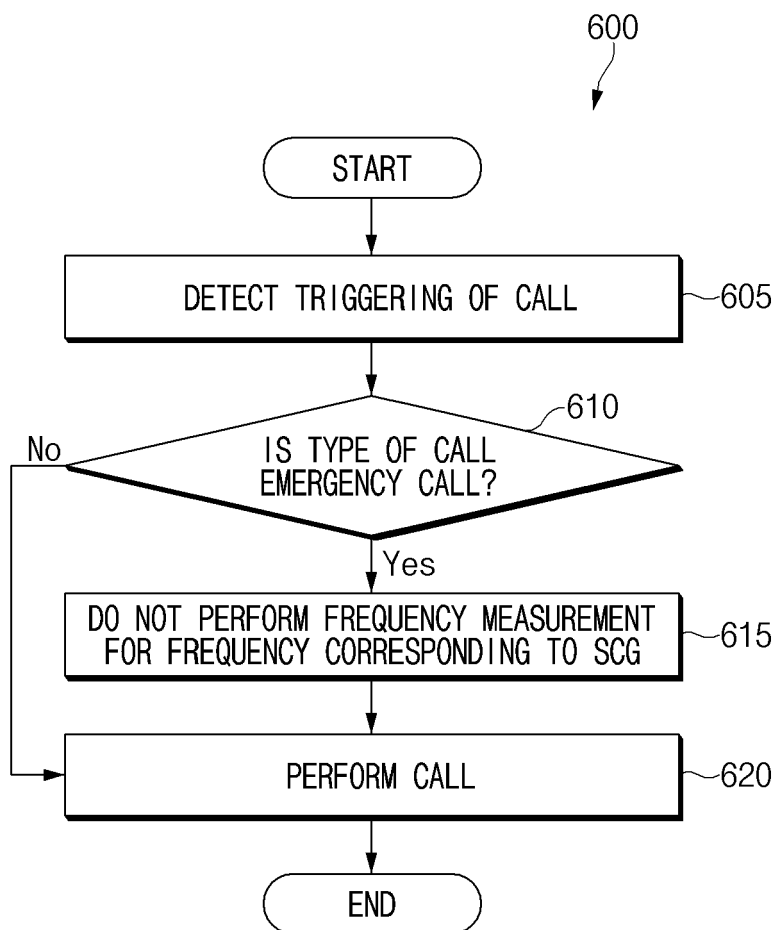 600
START
DETECT TRIGGERING OF CALL
605
610
No
IS TYPE OF CALL
EMERGENCY CALL?
Yes
DO NOT PERFORM FREQUENCY MEASUREMENT
FOR FREQUENCY CORRESPONDING TO SCG
615
PERFORM CALL
620
END